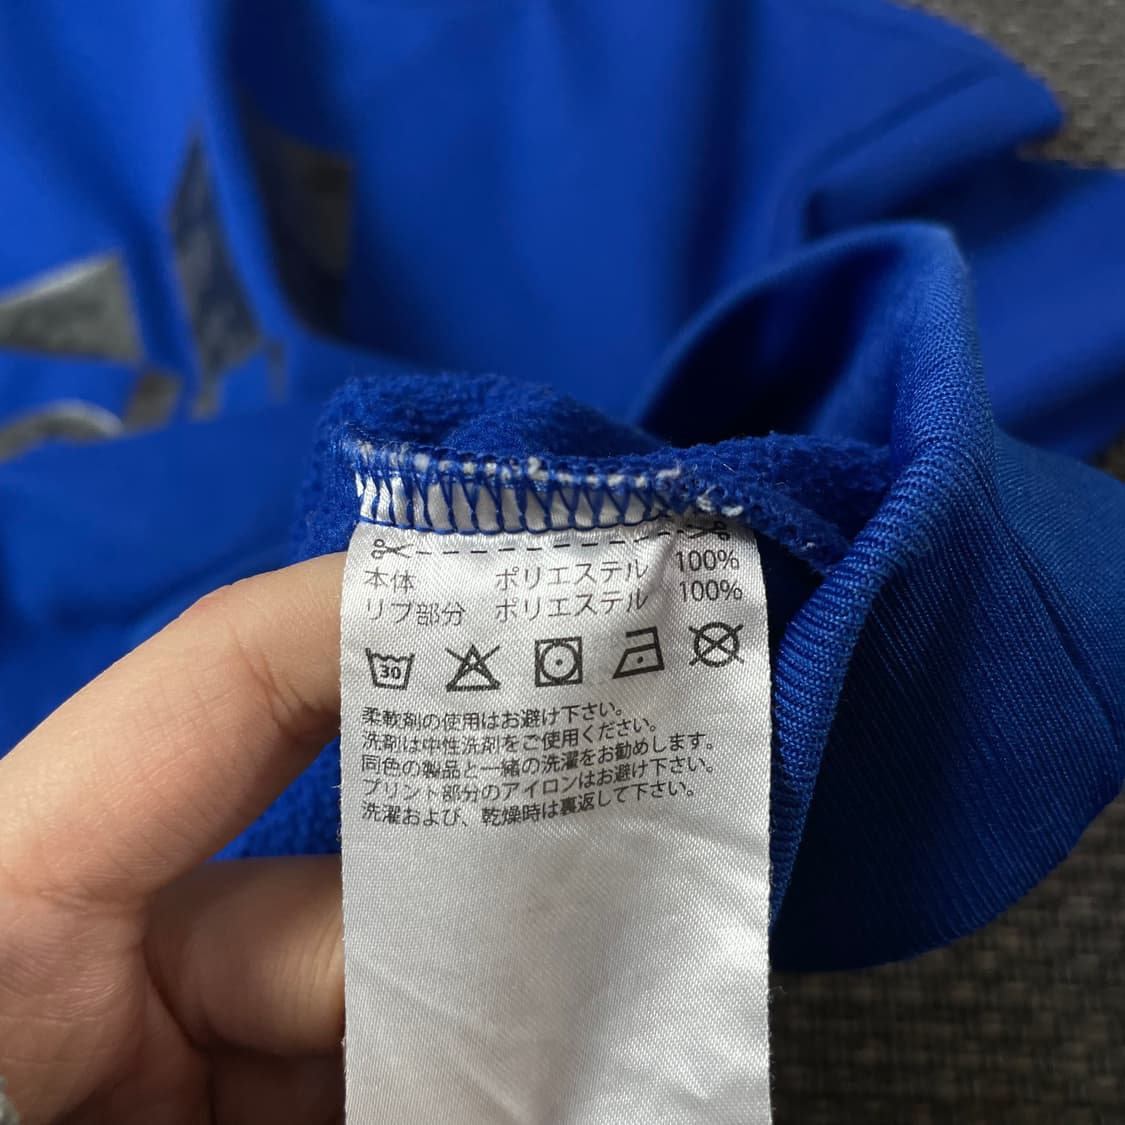 本体 ポリエステル 100%
リブ部分 ポリエステル 100%
30
柔軟剤の使用はお避け下さい。
洗剤は中性洗剤をご使用ください。
同色の製品と一緒の洗濯をお勧めします。
プリント部分のアイロンはお避け下さい。
洗濯および、乾燥時は裏返して下さい。